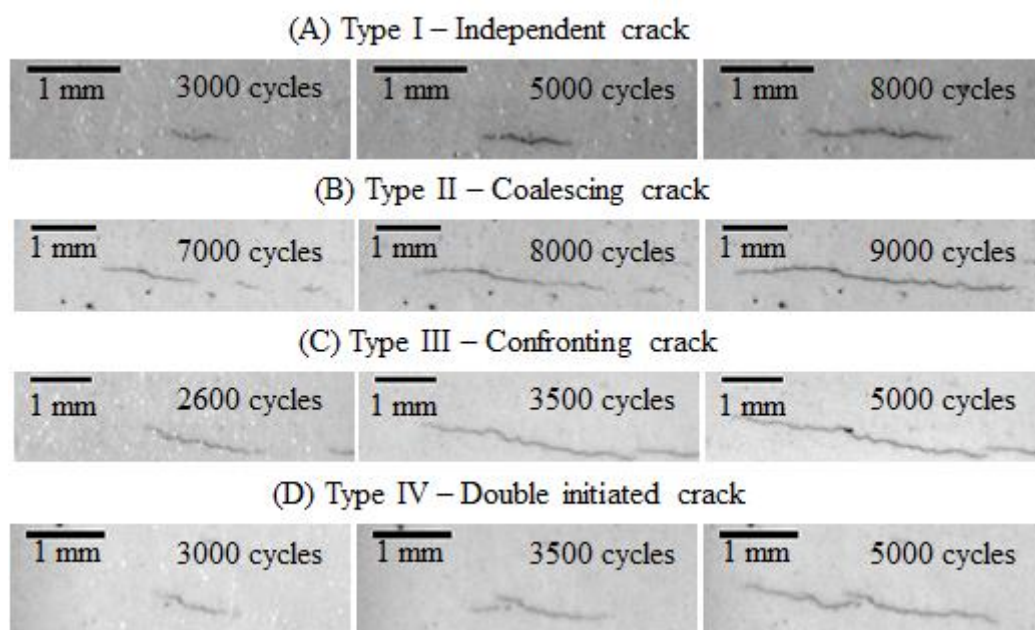 (A) Type I – Independent crack
1 mm 3000 cycles 1 mm 5000 cycles 1 mm 8000 cycles
(B) Type II – Coalescing crack
1 mm 7000 cycles 1 mm 8000 cycles 1 mm 9000 cycles
(C) Type III – Confronting crack
1 mm 2600 cycles 1 mm 3500 cycles 1 mm 5000 cycles
(D) Type IV – Double initiated crack
1 mm 3000 cycles 1 mm 3500 cycles 1 mm 5000 cycles